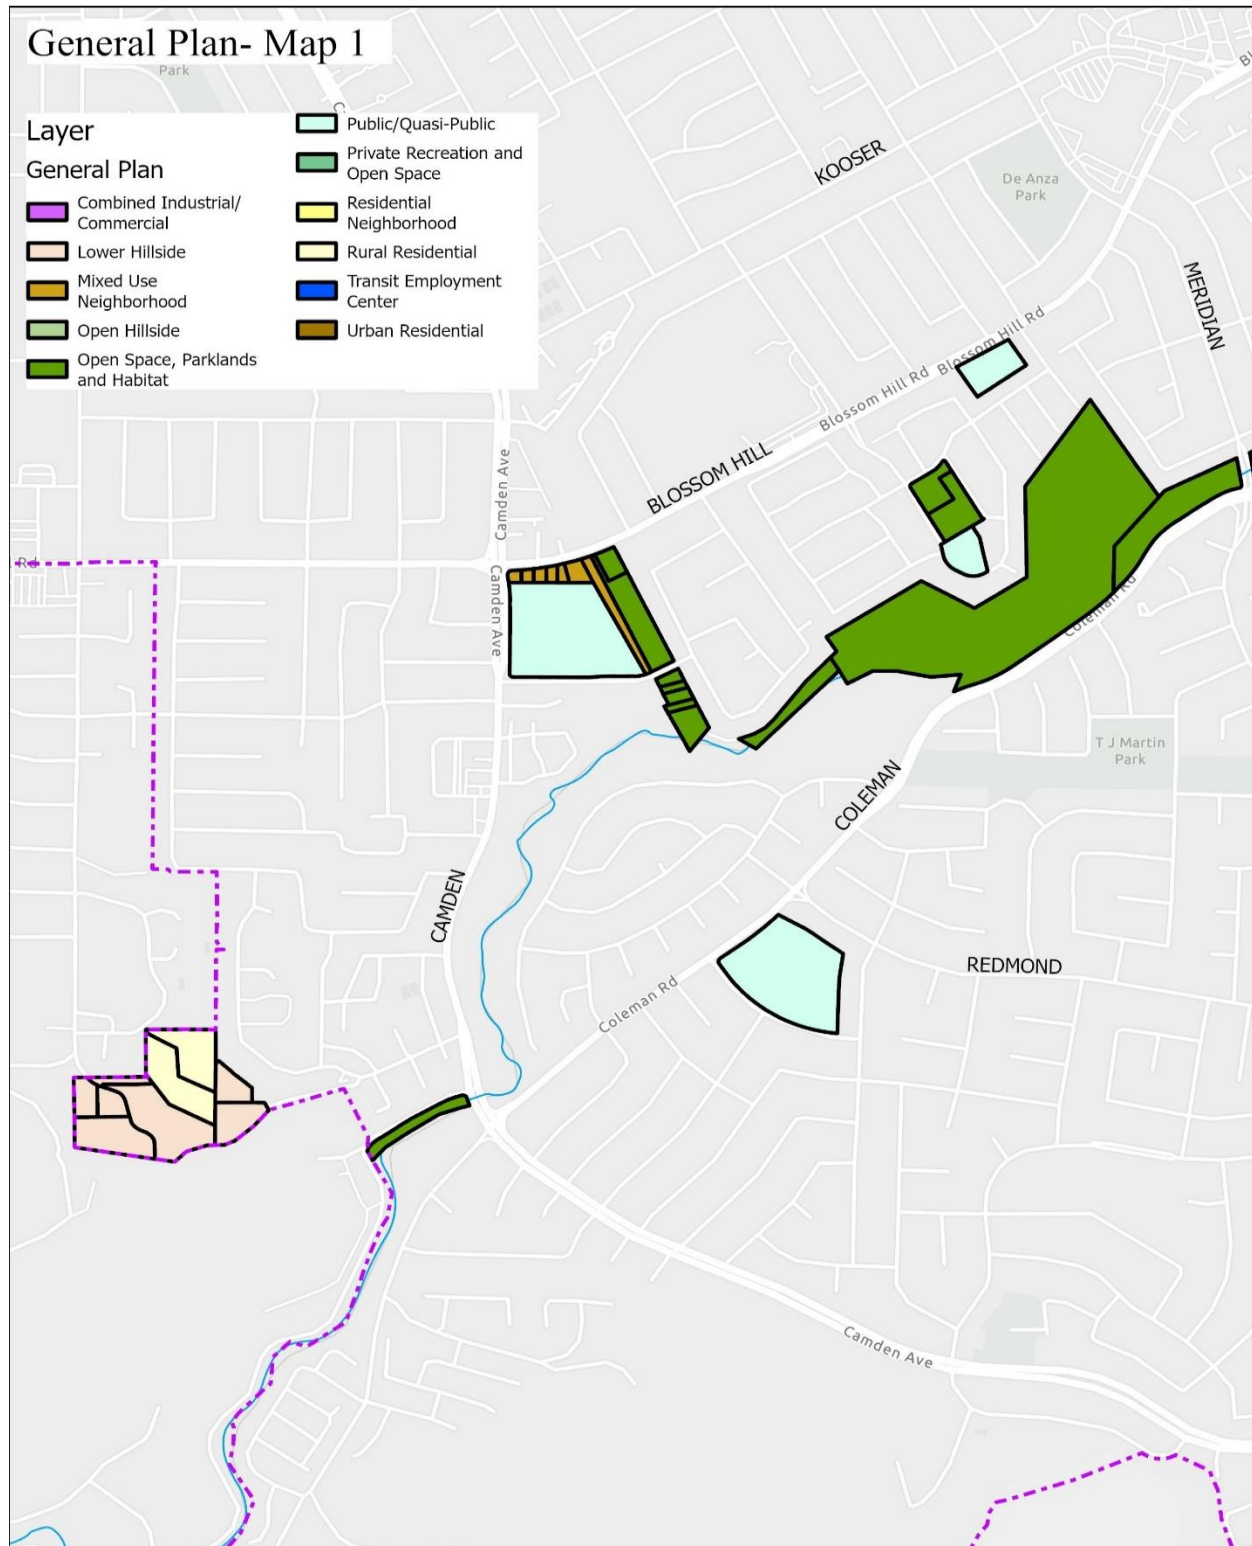 General Plan- Map 1
Park
Layer
General Plan
Combined Industrial/
Commercial
Lower Hillside
Mixed Use
Neighborhood
Open Hillside
Open Space, Parklands
and Habitat
Public/Quasi-Public
Private Recreation and
Open Space
Residential
Neighborhood
Rural Residential
Transit Employment
Center
Urban Residential
KOOSER
De Anza
Park
MERIDIAN
Blossom Hill Rd
Blossom Hill Rd
BLOSSOM HILL
Camden Ave
Camden Ave
Rd
Coleman Rd
T J Martin
Park
COLEMAN
CAMDEN
REDMOND
Coleman Rd
Camden Ave